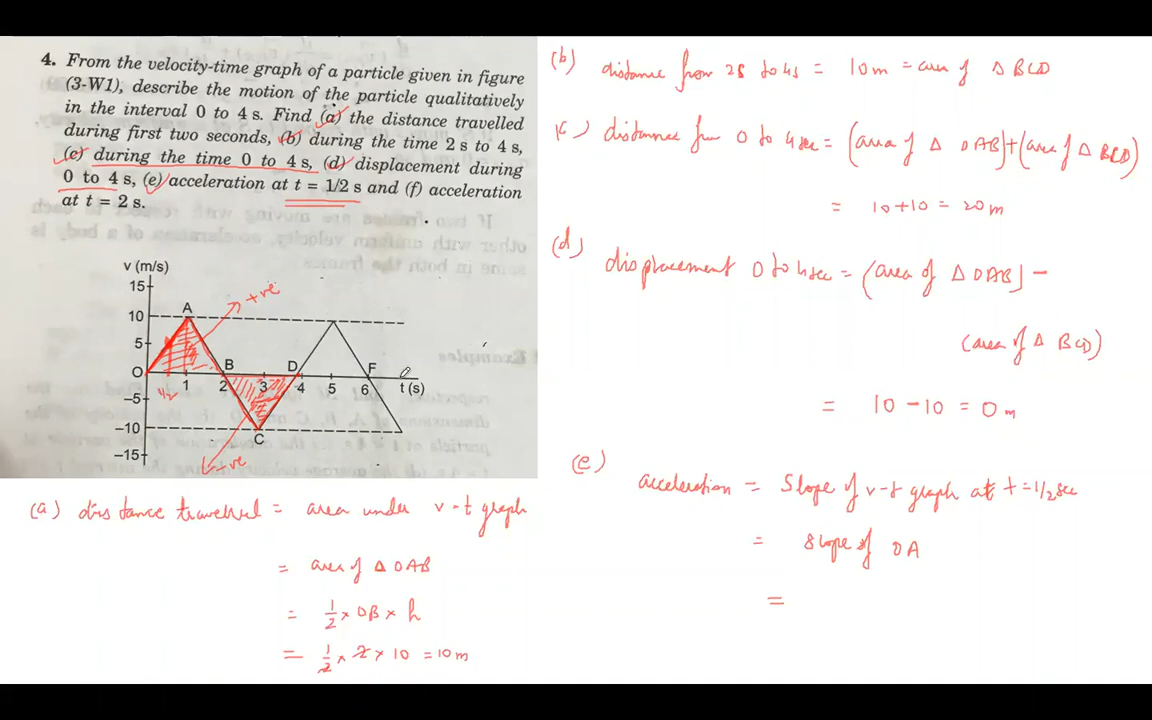 4. From the velocity-time graph of a particle given in figure
(3-W1), describe the motion of the particle qualitatively
in the interval 0 to 4 s. Find (a) the distance travelled
during first two seconds, (b) during the time 2 s to 4 s,
(c) during the time 0 to 4 s, (d) displacement during
0 to 4 s, (e) acceleration at t = 1/2 s and (f) acceleration
at t = 2 s.
v (m/s)
15
10
5
O
–5
–10
–15
A
B
C
D
F
1
2
3
4
5
6
t (s)
+ve
1/2
-ve
(a) distance travelled = area under v-t graph
= area of Δ OAB
= 1/2 × OB × h
= 1/2 × 2 × 10 = 10 m
(b) distance from 2s to 4s = 10 m = area of Δ BCD
(c) distance from 0 to 4 sec = (area of Δ OAB) + (area of Δ BCD)
= 10 + 10 = 20 m
(d) displacement 0 to 4 sec = (area of Δ OAB) -
(area of Δ BCD)
= 10 - 10 = 0 m
(e) acceleration = Slope of v-t graph at t = 1/2 sec
= Slope of OA
=